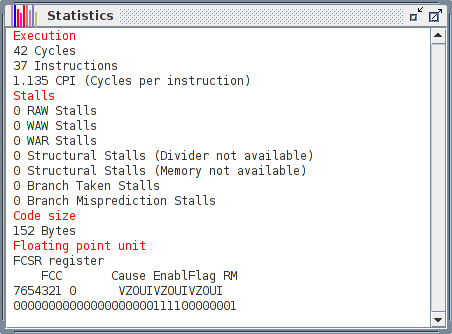 Statistics
Execution
42 Cycles
37 Instructions
1.135 CPI (Cycles per instruction)
Stalls
0 RAW Stalls
0 WAW Stalls
0 WAR Stalls
0 Structural Stalls (Divider not available)
0 Structural Stalls (Memory not available)
0 Branch Taken Stalls
0 Branch Misprediction Stalls
Code size
152 Bytes
Floating point unit
FCSR register
FCC Cause EnablFlag RM
7654321 0 VZOUIVZOUIVZOUI
00000000000000000000111100000001